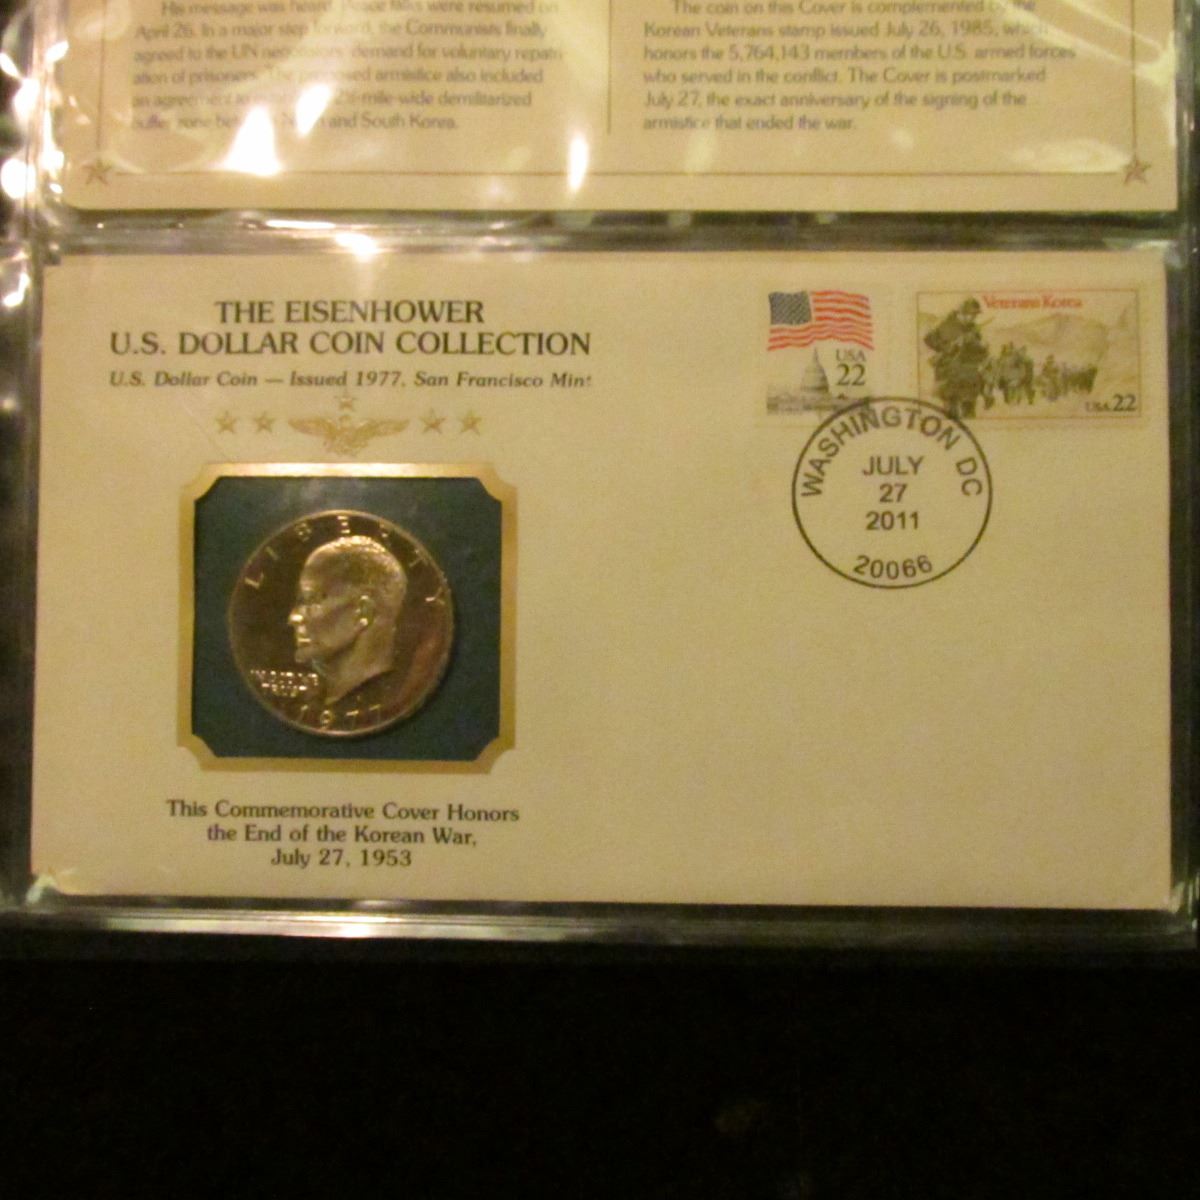 His message was heard. Peace talks were resumed on
April 26. In a major step forward, the Communists finally
agreed to the UN negotiators' demand for voluntary repatri-
ation of prisoners. The proposed armistice also included
an agreement 2½-mile-wide demilitarized
buffer zone and South Korea.
The coin on this Cover is complemented by the
Korean Veterans stamp issued July 26, 1985, which
honors the 5,764,143 members of the U.S. armed forces
who served in the conflict. The Cover is postmarked
July 27, the exact anniversary of the signing of the
armistice that ended the war.
THE EISENHOWER
U.S. DOLLAR COIN COLLECTION
U.S. Dollar Coin — Issued 1977, San Francisco Mint
USA
22
Veterans Korea
USA 22
WASHINGTON DC
JULY
27
2011
20066
LIBERTY
IN GOD WE
TRUST
1977
This Commemorative Cover Honors
the End of the Korean War,
July 27, 1953